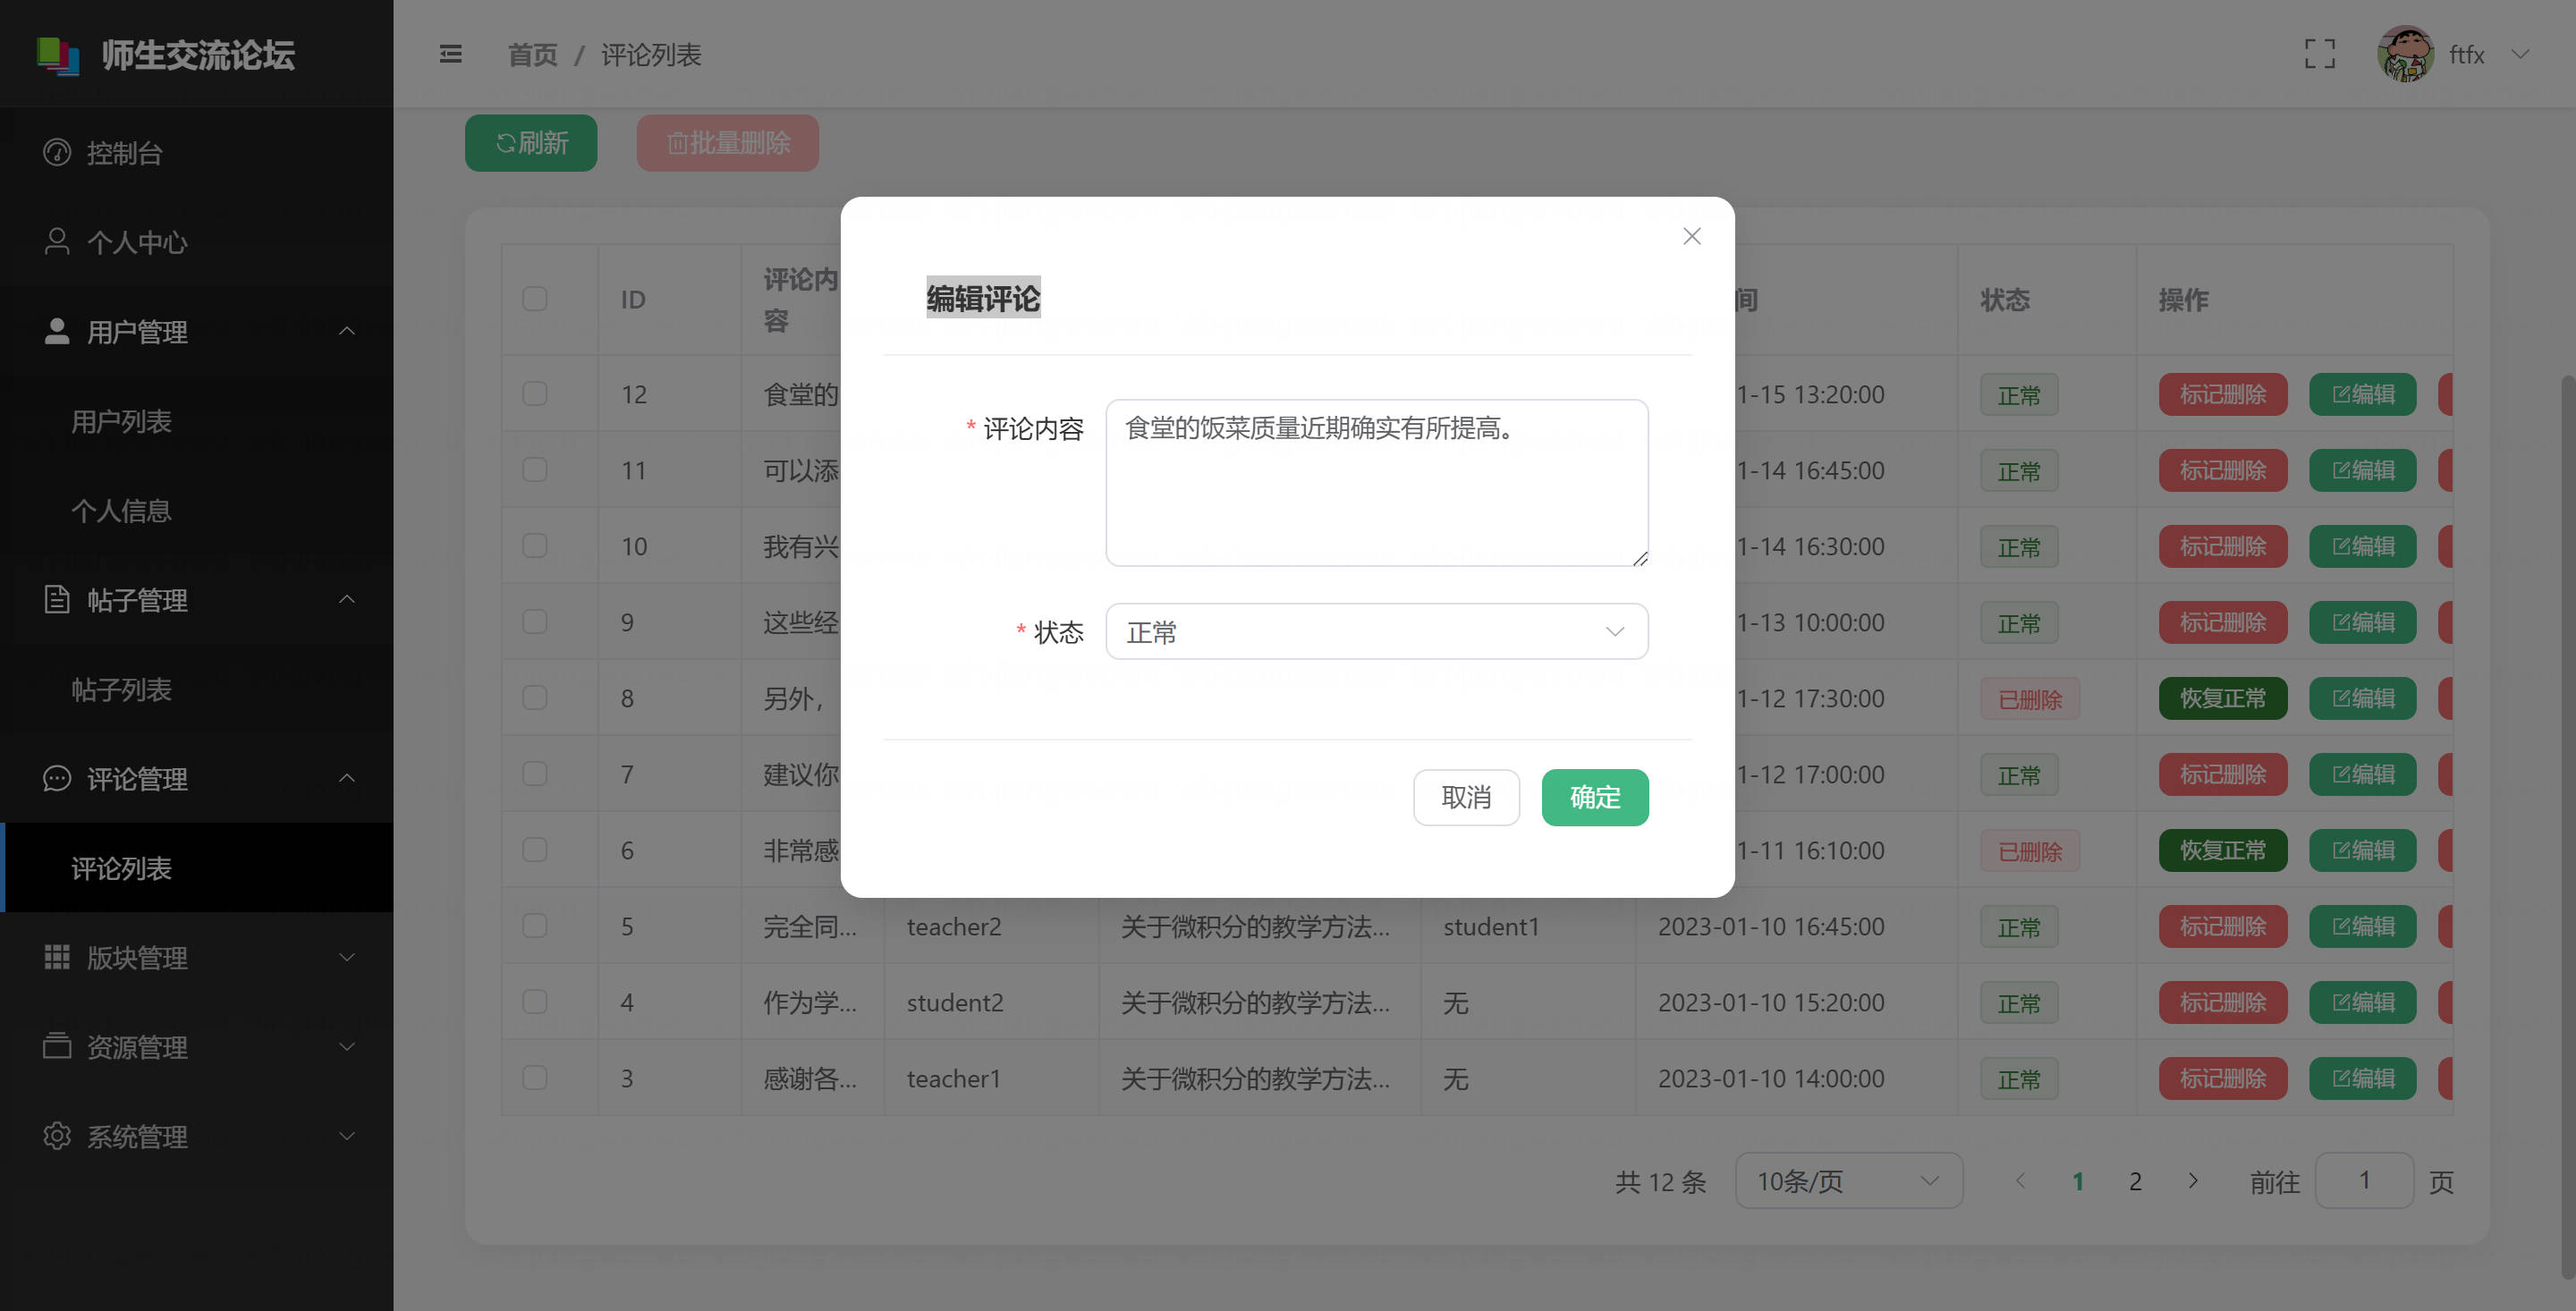 师生交流论坛
首页 / 评论列表
ftfx
控制台
个人中心
用户管理
用户列表
个人信息
帖子管理
帖子列表
评论管理
评论列表
版块管理
资源管理
系统管理
刷新 批量删除
ID 评论内容 间 状态 操作
编辑评论
* 评论内容 食堂的饭菜质量近期确实有所提高。
* 状态 正常
取消 确定
12 食堂的 1-15 13:20:00 正常 标记删除 编辑
11 可以添 1-14 16:45:00 正常 标记删除 编辑
10 我有兴 1-14 16:30:00 正常 标记删除 编辑
9 这些经 1-13 10:00:00 正常 标记删除 编辑
8 另外, 1-12 17:30:00 已删除 恢复正常 编辑
7 建议你 1-12 17:00:00 正常 标记删除 编辑
6 非常感 1-11 16:10:00 已删除 恢复正常 编辑
5 完全同... teacher2 关于微积分的教学方法... student1 2023-01-10 16:45:00 正常 标记删除 编辑
4 作为学... student2 关于微积分的教学方法... 无 2023-01-10 15:20:00 正常 标记删除 编辑
3 感谢各... teacher1 关于微积分的教学方法... 无 2023-01-10 14:00:00 正常 标记删除 编辑
共 12 条 10条/页 1 2 前往 1 页